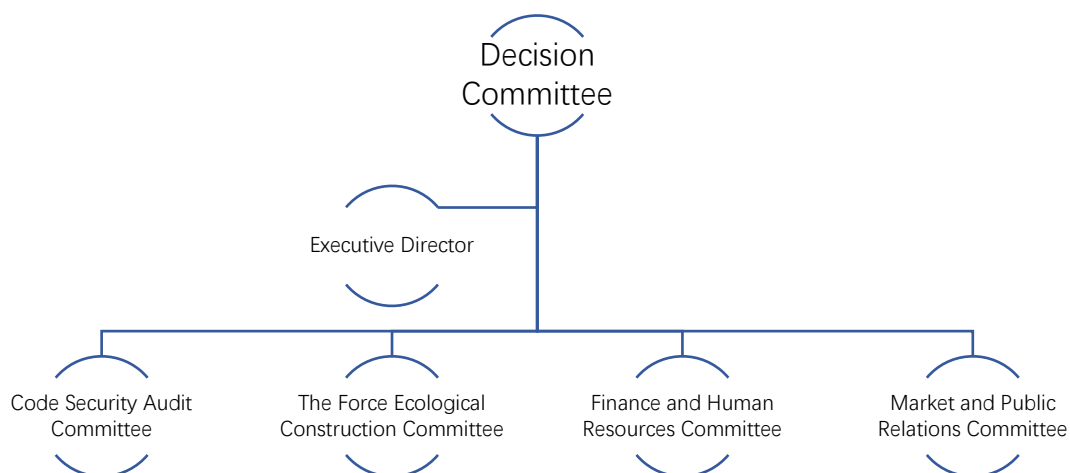 Decision
Committee
Executive Director
Code Security Audit
Committee
The Force Ecological
Construction Committee
Finance and Human
Resources Committee
Market and Public
Relations Committee